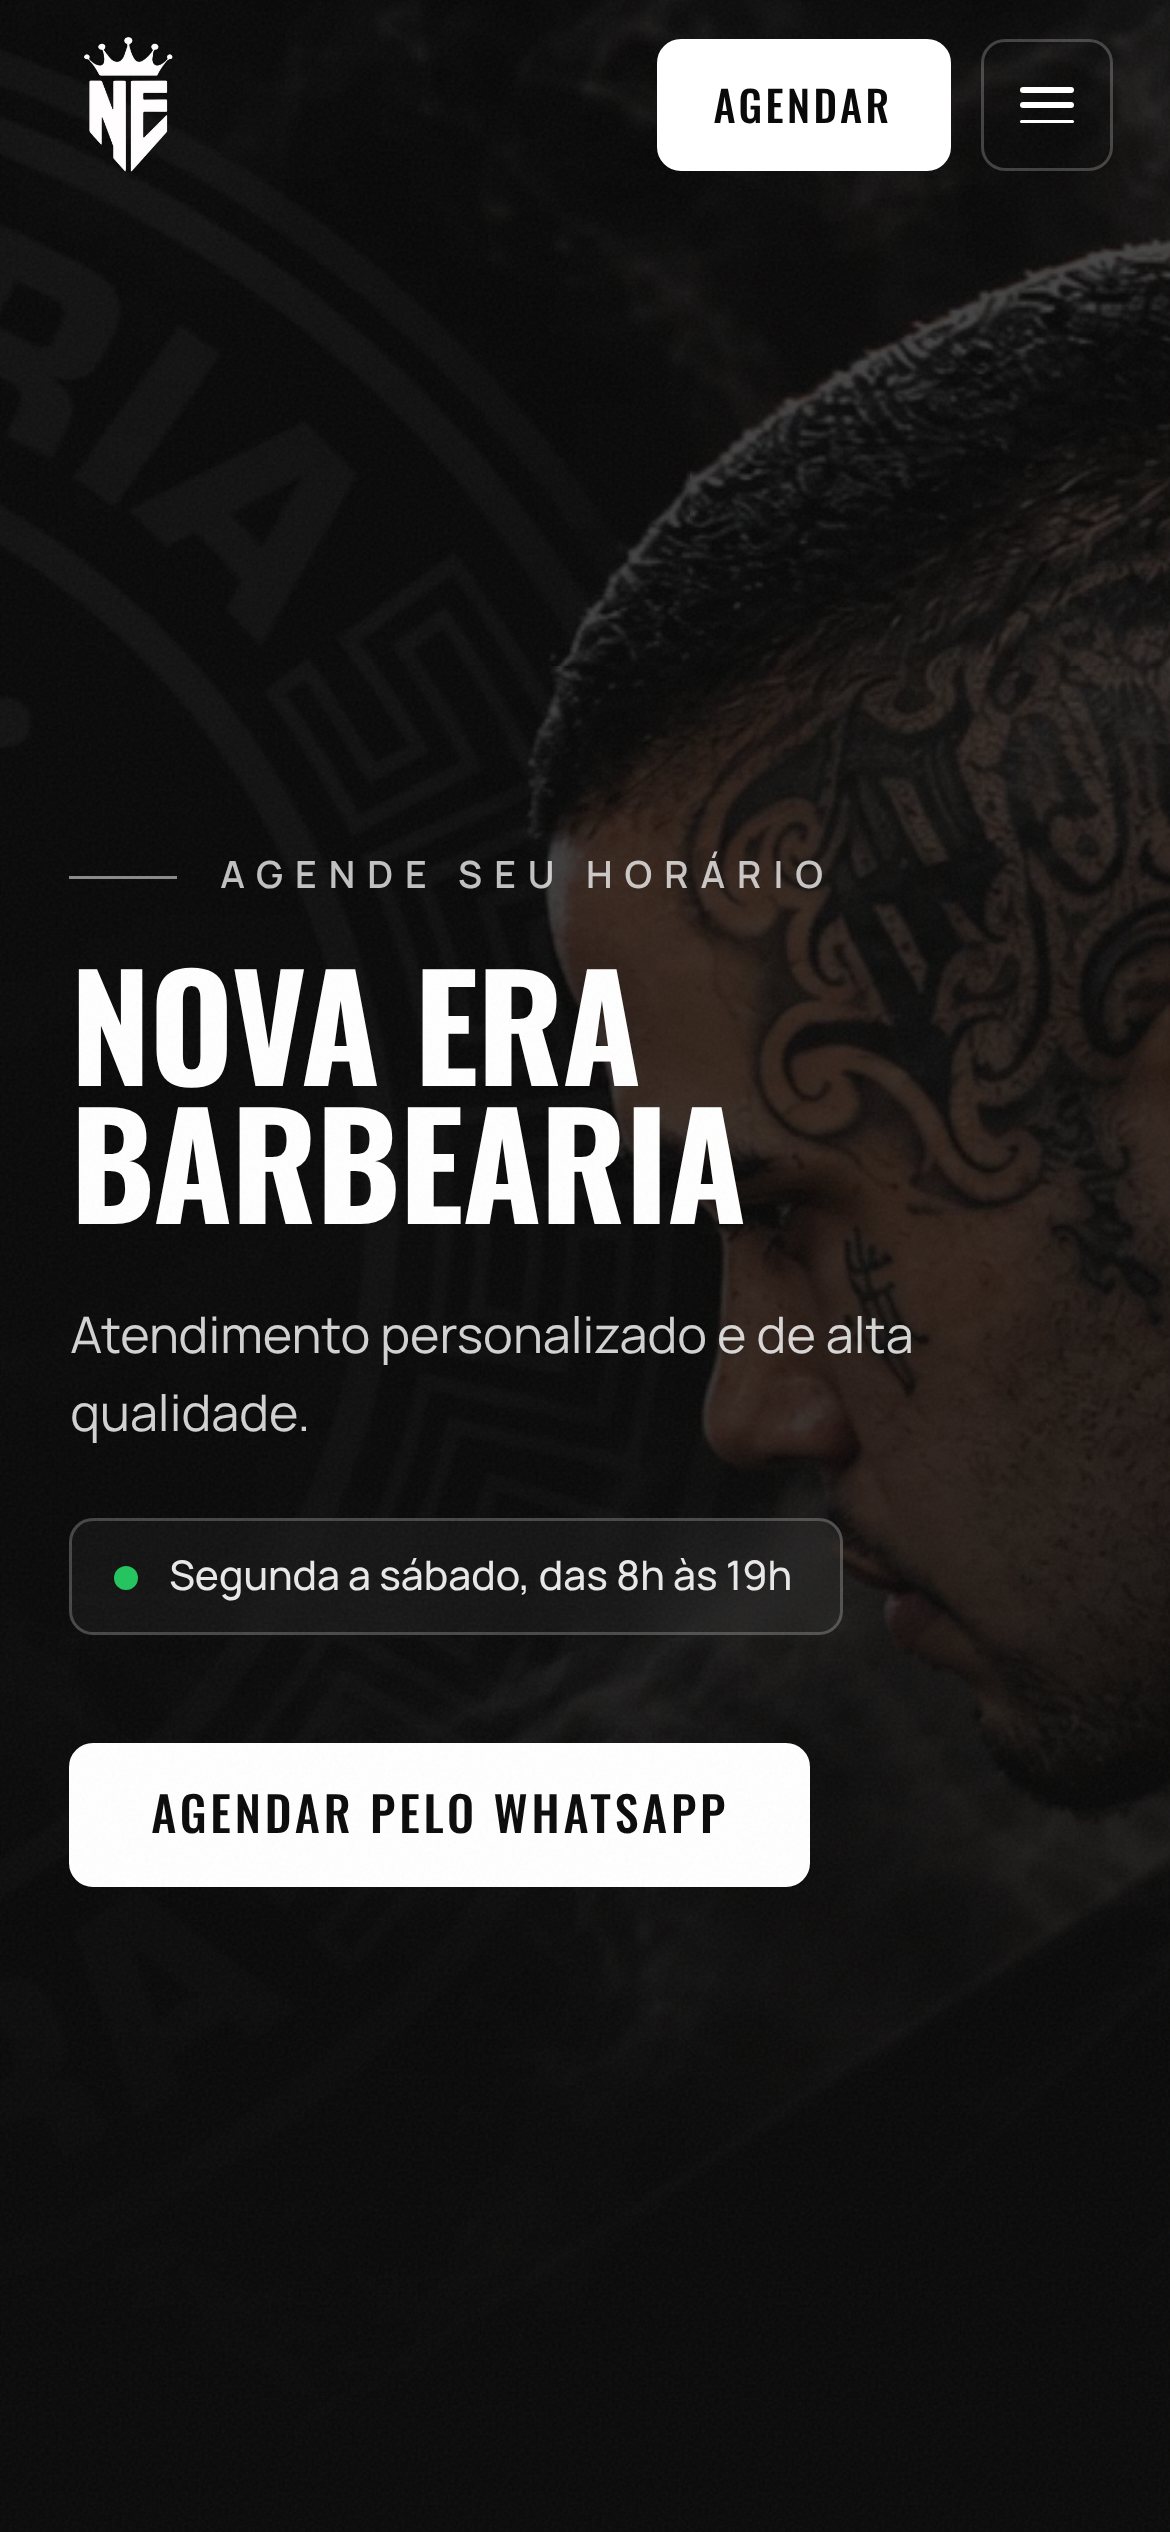 NE
AGENDAR
RIA
AGENDE SEU HORÁRIO
NOVA ERA
BARBEARIA
Atendimento personalizado e de alta
qualidade.
Segunda a sábado, das 8h às 19h
AGENDAR PELO WHATSAPP